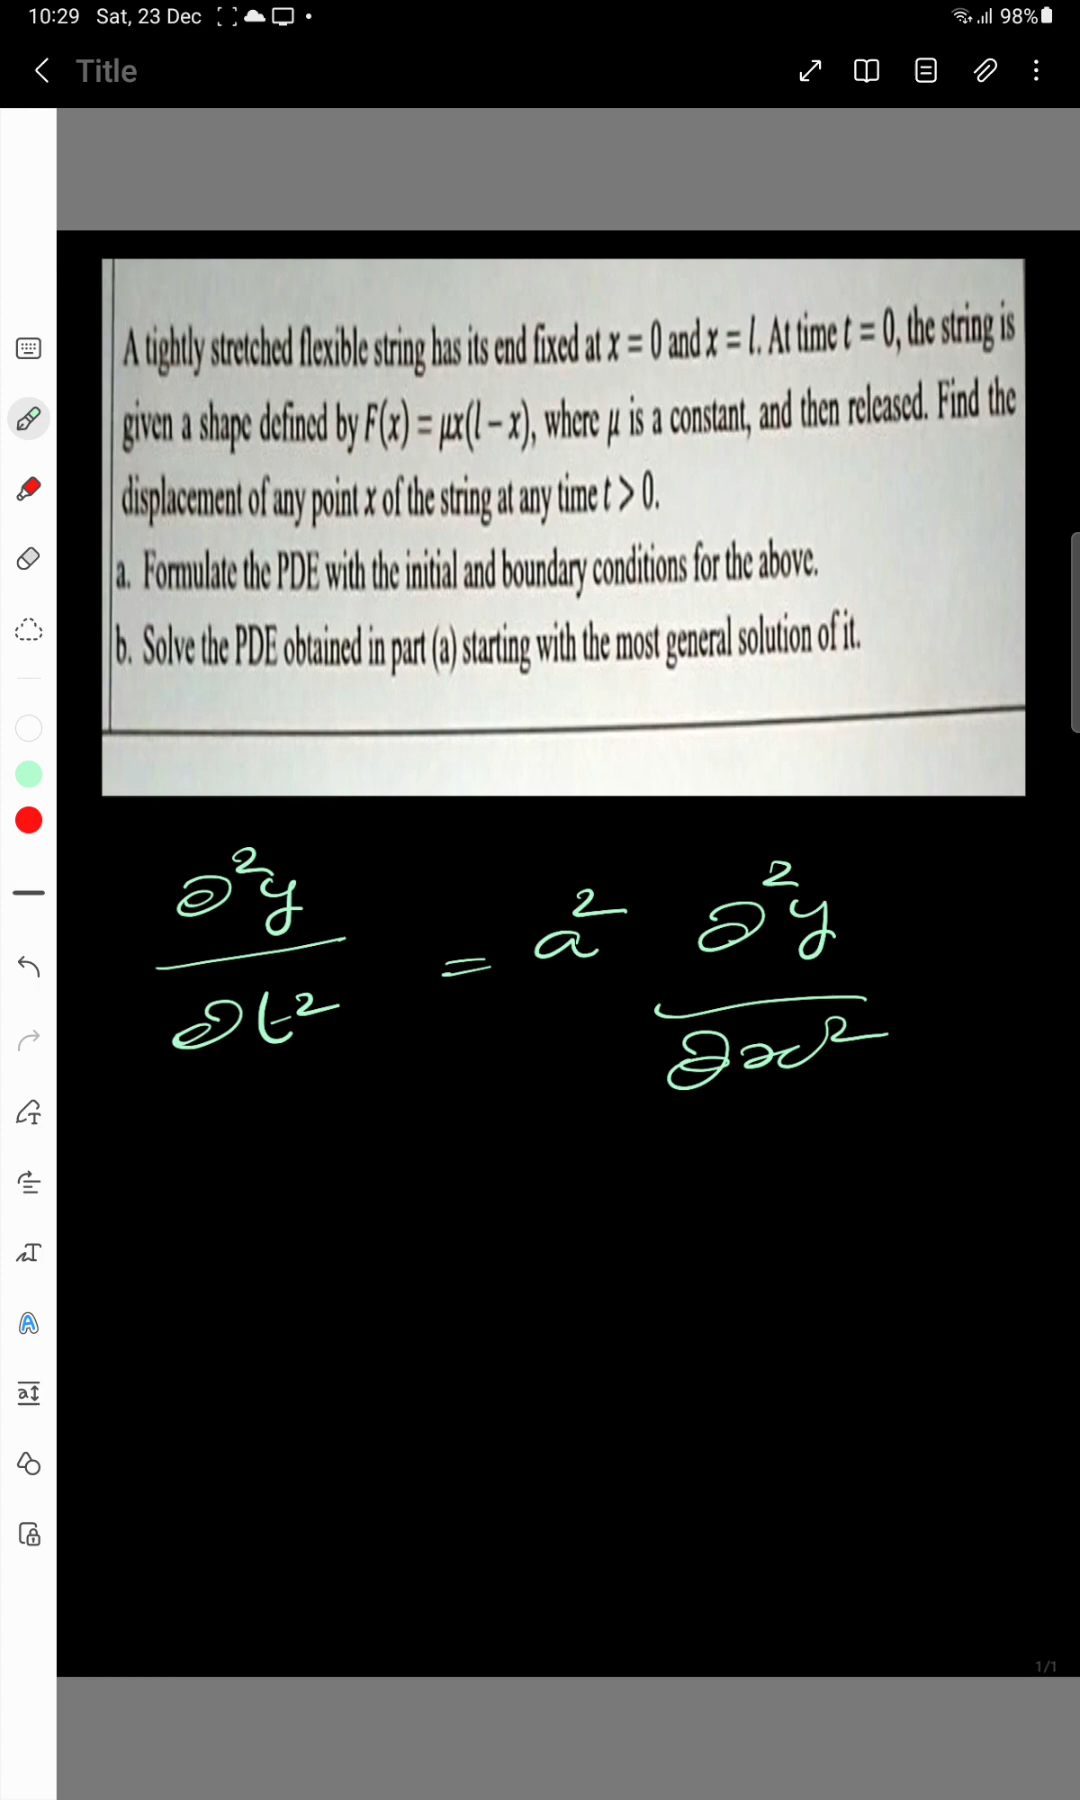 10:29 Sat, 23 Dec 98%
Title
A tightly stretched flexible string has its end fixed at x = 0 and x = l. At time t = 0, the string is
given a shape defined by F(x) = μx(l – x), where μ is a constant, and then released. Find the
displacement of any point x of the string at any time t > 0.
a. Formulate the PDE with the initial and boundary conditions for the above.
b. Solve the PDE obtained in part (a) starting with the most general solution of it.
∂²y/∂t² = a² ∂²y/∂x²
1/1